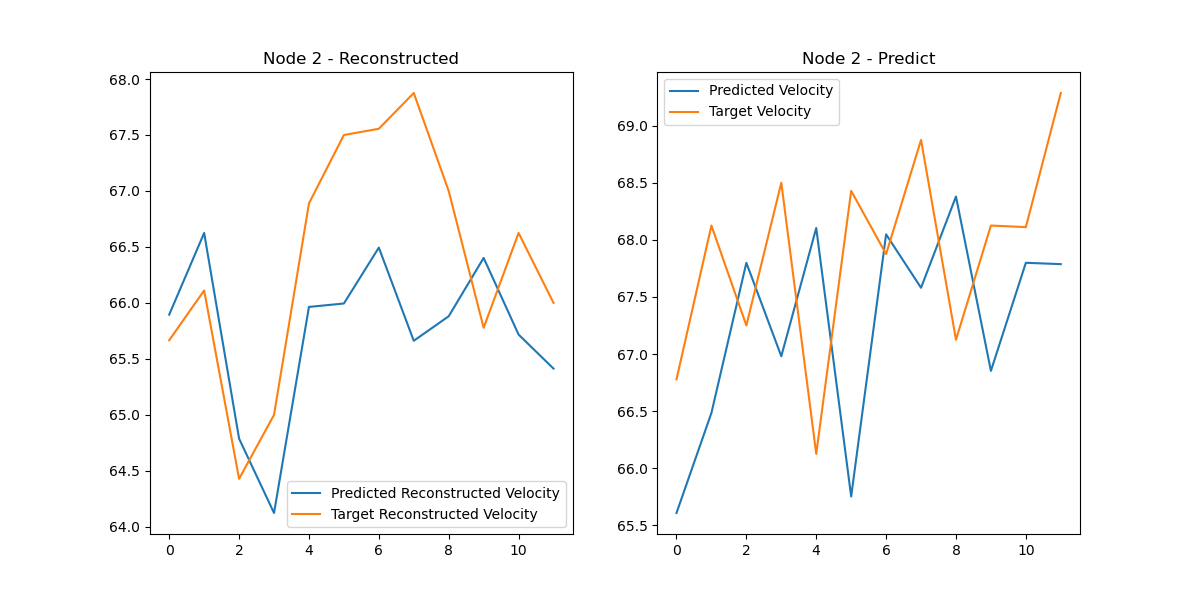 Node 2 - Reconstructed
68.0
67.5
67.0
66.5
66.0
65.5
65.0
64.5
64.0
Predicted Reconstructed Velocity
Target Reconstructed Velocity
0 2 4 6 8 10
Node 2 - Predict
Predicted Velocity
Target Velocity
69.0
68.5
68.0
67.5
67.0
66.5
66.0
65.5
0 2 4 6 8 10